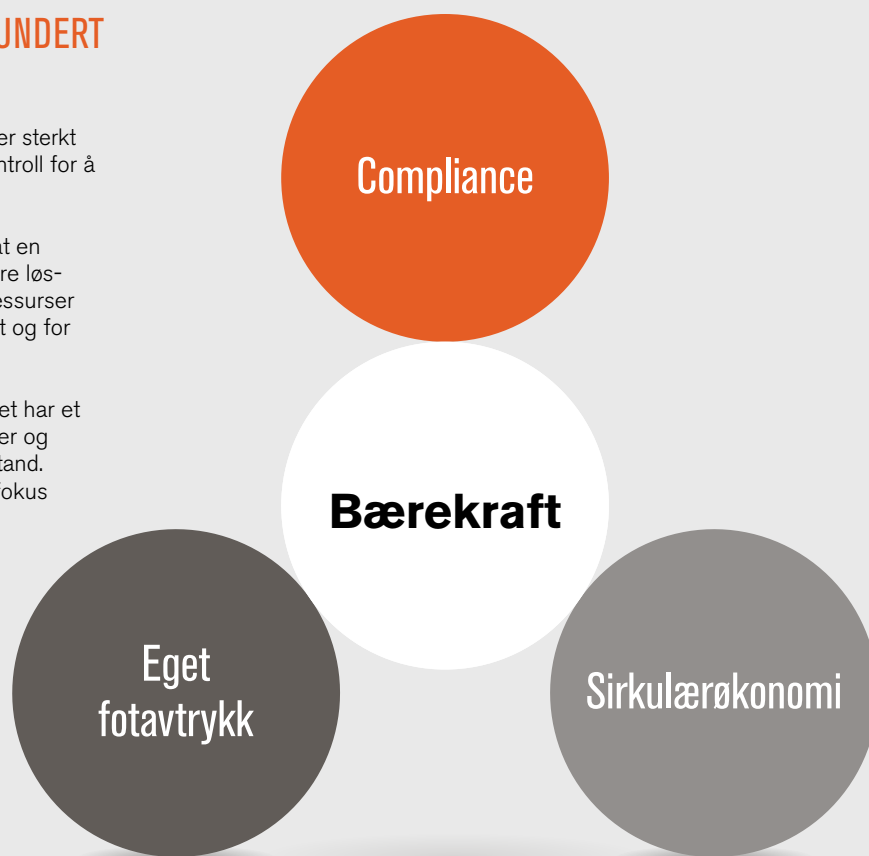 UNDERT
er sterkt
ntroll for å
at en
re løs-
essurser
t og for
et har et
er og
tand.
fokus
Compliance
Bærekraft
Eget
fotavtrykk
Sirkulærøkonomi